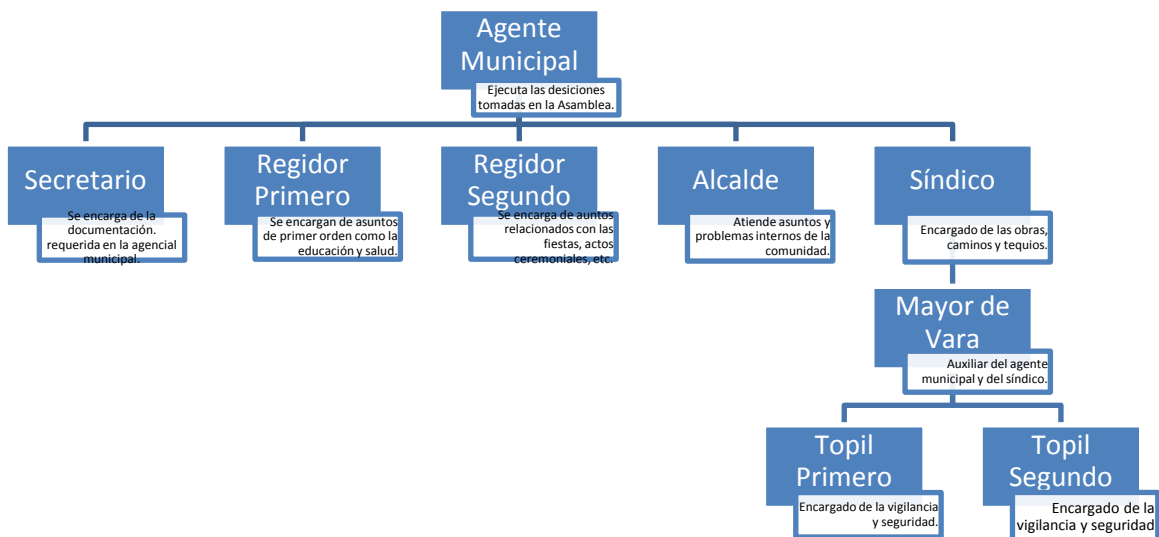 Agente
Municipal
Ejecuta las desiciones
tomadas en la Asamblea.
Secretario
Se encarga de la
documentación.
requerida en la agencial
municipal.
Regidor
Primero
Se encargan de asuntos
de primer orden como la
educación y salud.
Regidor
Segundo
Se encarga de auntos
relacionados con las
fiestas, actos
ceremoniales, etc.
Alcalde
Atiende asuntos y
problemas internos de la
comunidad.
Síndico
Encargado de las obras,
caminos y tequios.
Mayor de
Vara
Auxiliar del agente
municipal y del síndico.
Topil
Primero
Encargado de la vigilancia
y seguridad.
Topil
Segundo
Encargado de la
vigilancia y seguridad